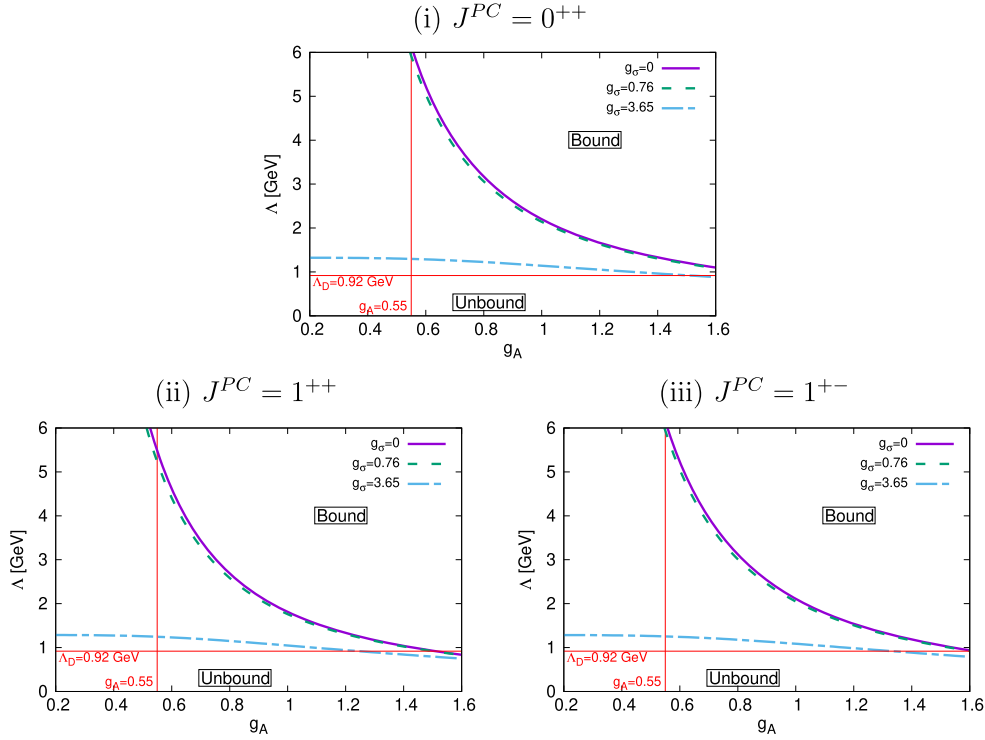 (i) J^{PC} = 0^{++}
6
5
4
3
2
1
0
Λ [GeV]
g_σ=0
g_σ=0.76
g_σ=3.65
Bound
Λ_D=0.92 GeV
g_A=0.55
Unbound
0.2 0.4 0.6 0.8 1 1.2 1.4 1.6
g_A
(ii) J^{PC} = 1^{++}
6
5
4
3
2
1
0
Λ [GeV]
g_σ=0
g_σ=0.76
g_σ=3.65
Bound
Λ_D=0.92 GeV
g_A=0.55
Unbound
0.2 0.4 0.6 0.8 1 1.2 1.4 1.6
g_A
(iii) J^{PC} = 1^{+-}
6
5
4
3
2
1
0
Λ [GeV]
g_σ=0
g_σ=0.76
g_σ=3.65
Bound
Λ_D=0.92 GeV
g_A=0.55
Unbound
0.2 0.4 0.6 0.8 1 1.2 1.4 1.6
g_A